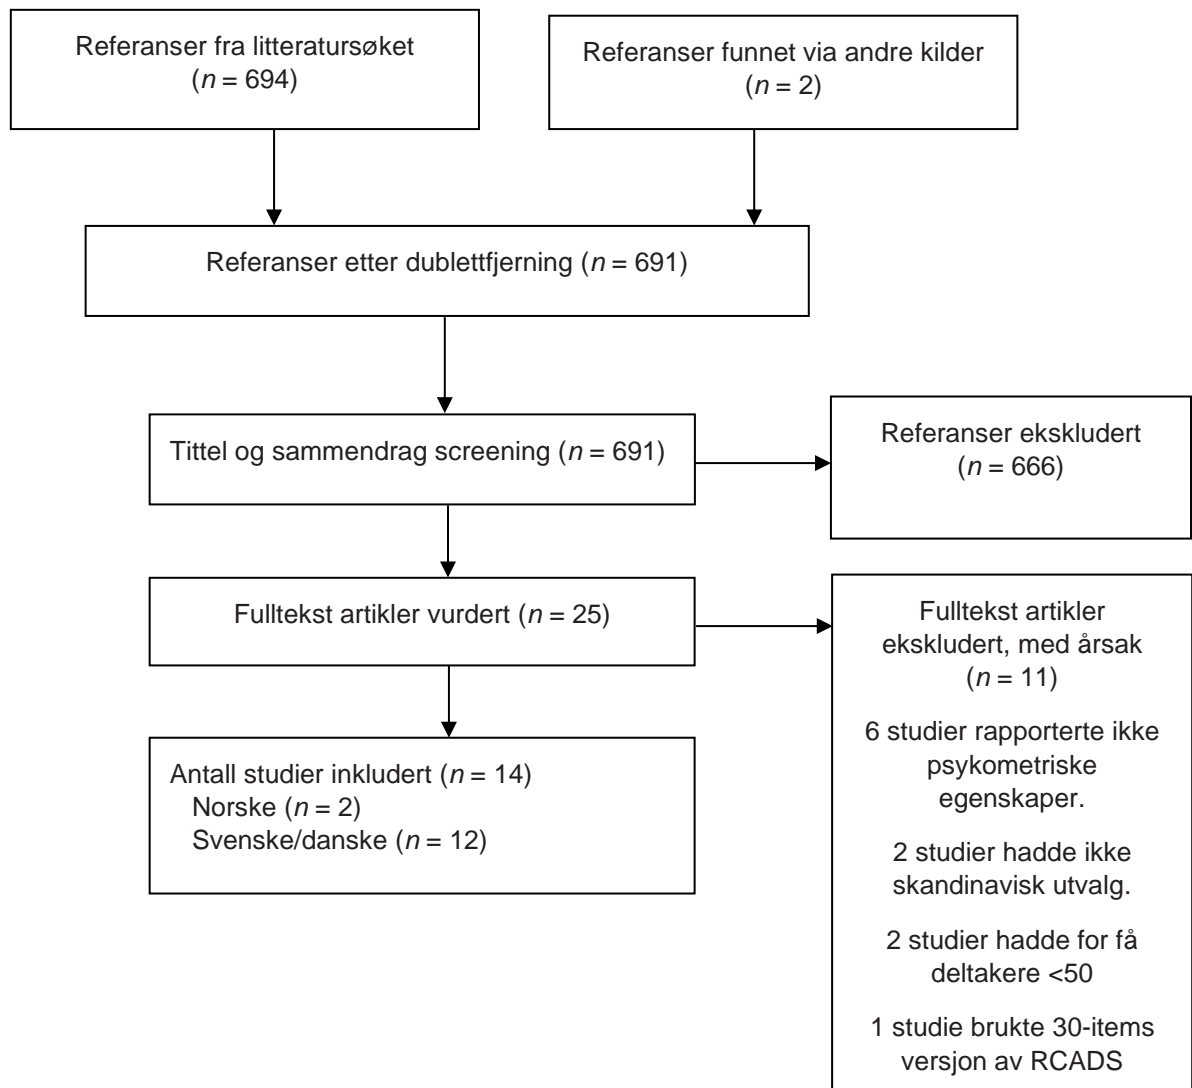 Referanser fra litteratursøket
(n = 694)
Referanser funnet via andre kilder
(n = 2)
Referanser etter dublettfjerning (n = 691)
Tittel og sammendrag screening (n = 691)
Referanser ekskludert
(n = 666)
Fulltekst artikler vurdert (n = 25)
Fulltekst artikler
ekskludert, med årsak
(n = 11)
6 studier rapporterte ikke
psykometriske
egenskaper.
2 studier hadde ikke
skandinavisk utvalg.
2 studier hadde for få
deltakere <50
1 studie brukte 30-items
versjon av RCADS
Antall studier inkludert (n = 14)
Norske (n = 2)
Svenske/danske (n = 12)